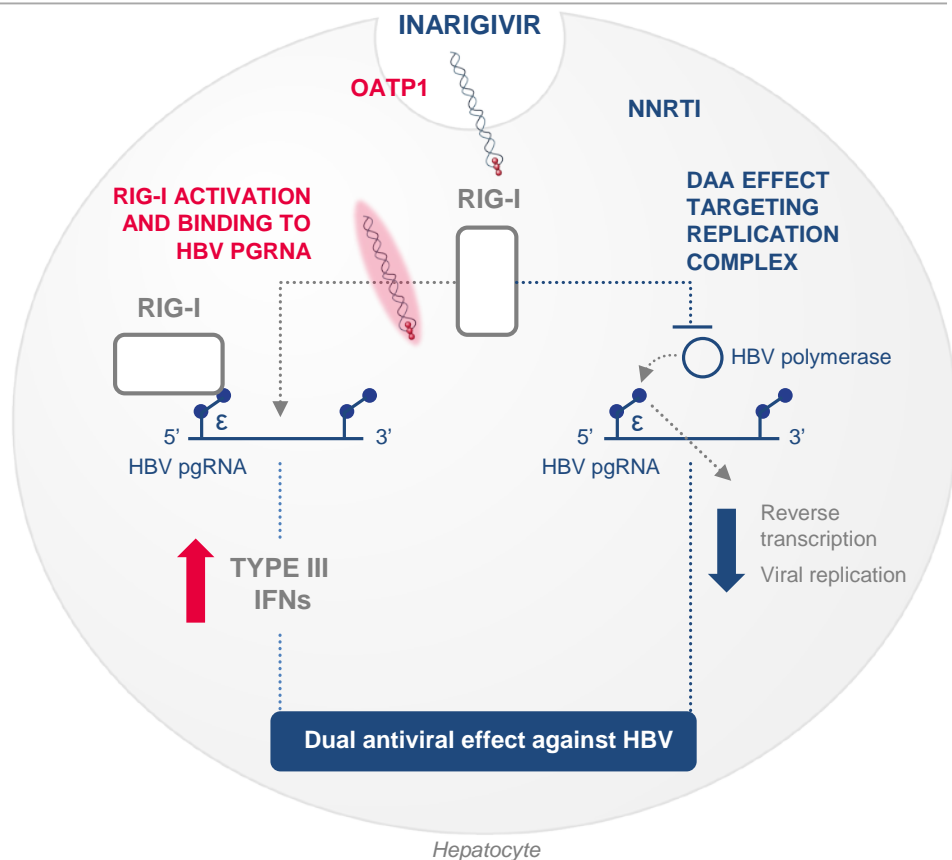 INARIGIVIR
OATP1
NNRTI
RIG-I ACTIVATION
AND BINDING TO
HBV PGRNA
RIG-I
DAA EFFECT
TARGETING
REPLICATION
COMPLEX
RIG-I
HBV polymerase
ε
5’ 3’
HBV pgRNA
ε
5’ 3’
HBV pgRNA
TYPE III
IFNs
Reverse
transcription
Viral replication
Dual antiviral effect against HBV
Hepatocyte